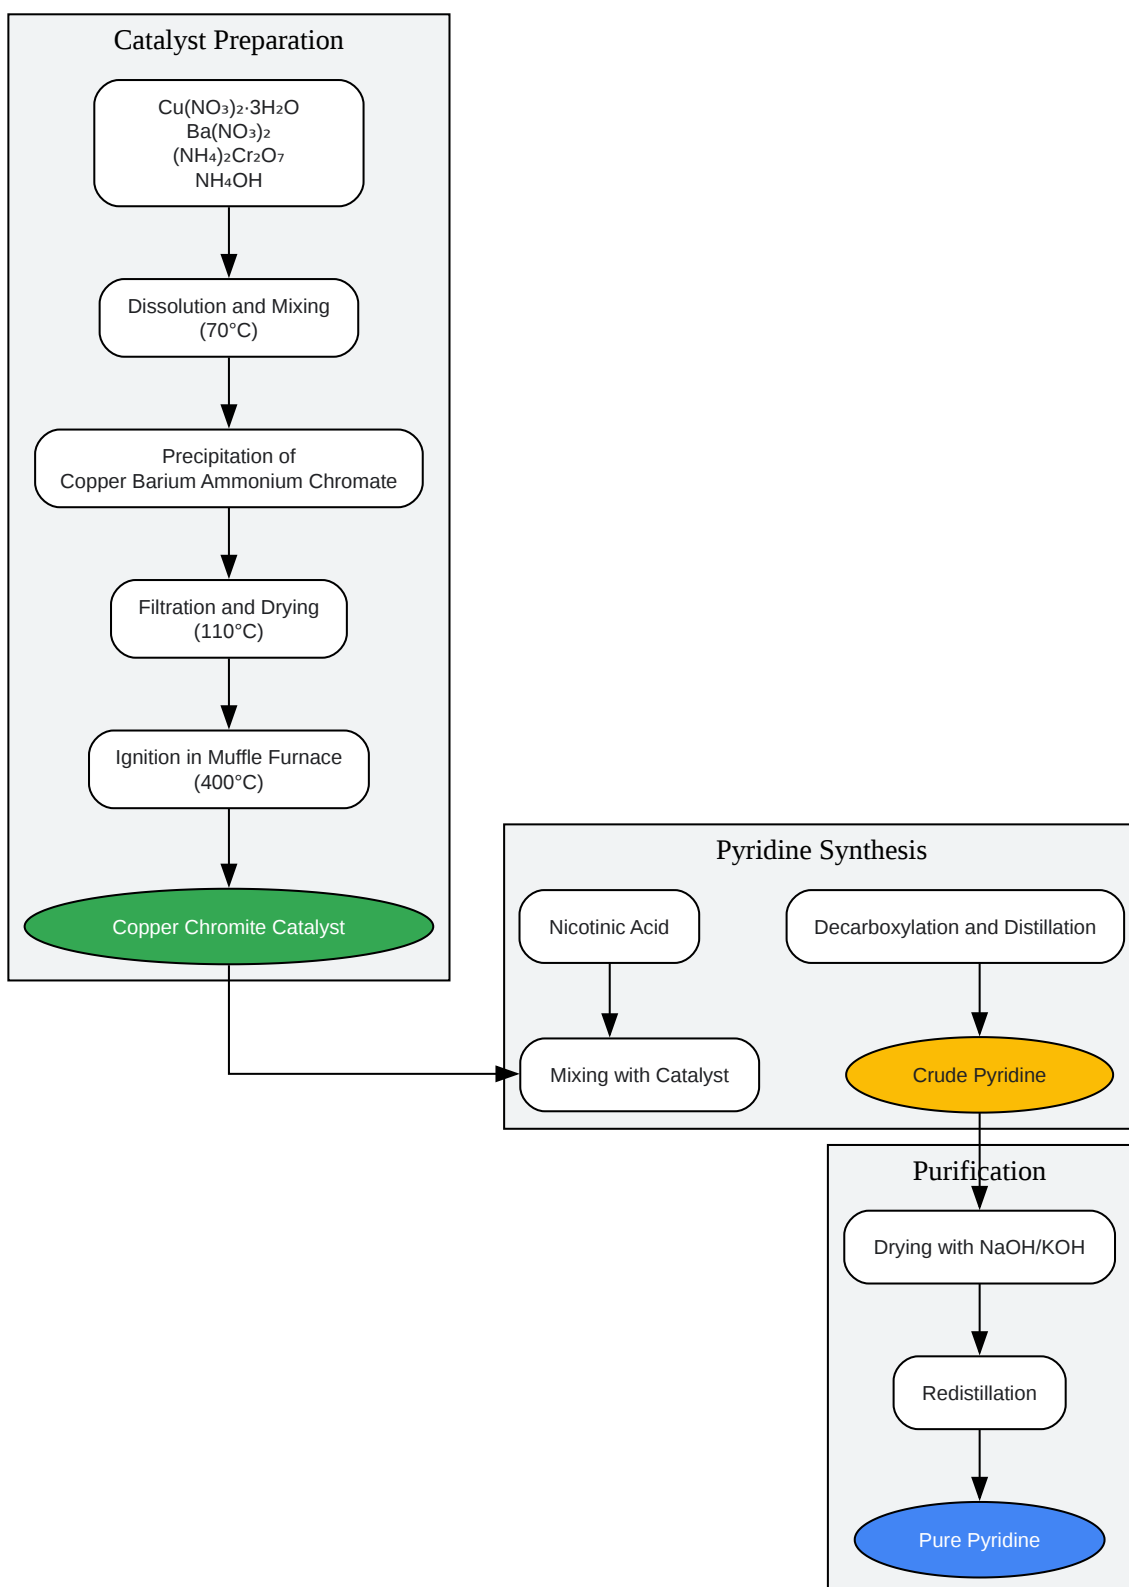 Catalyst Preparation
Cu(NO₃)₂·3H₂O
Ba(NO₃)₂
(NH₄)₂Cr₂O₇
NH₄OH
Dissolution and Mixing
(70°C)
Precipitation of
Copper Barium Ammonium Chromate
Filtration and Drying
(110°C)
Ignition in Muffle Furnace
(400°C)
Copper Chromite Catalyst
Pyridine Synthesis
Nicotinic Acid
Decarboxylation and Distillation
Mixing with Catalyst
Crude Pyridine
Purification
Drying with NaOH/KOH
Redistillation
Pure Pyridine